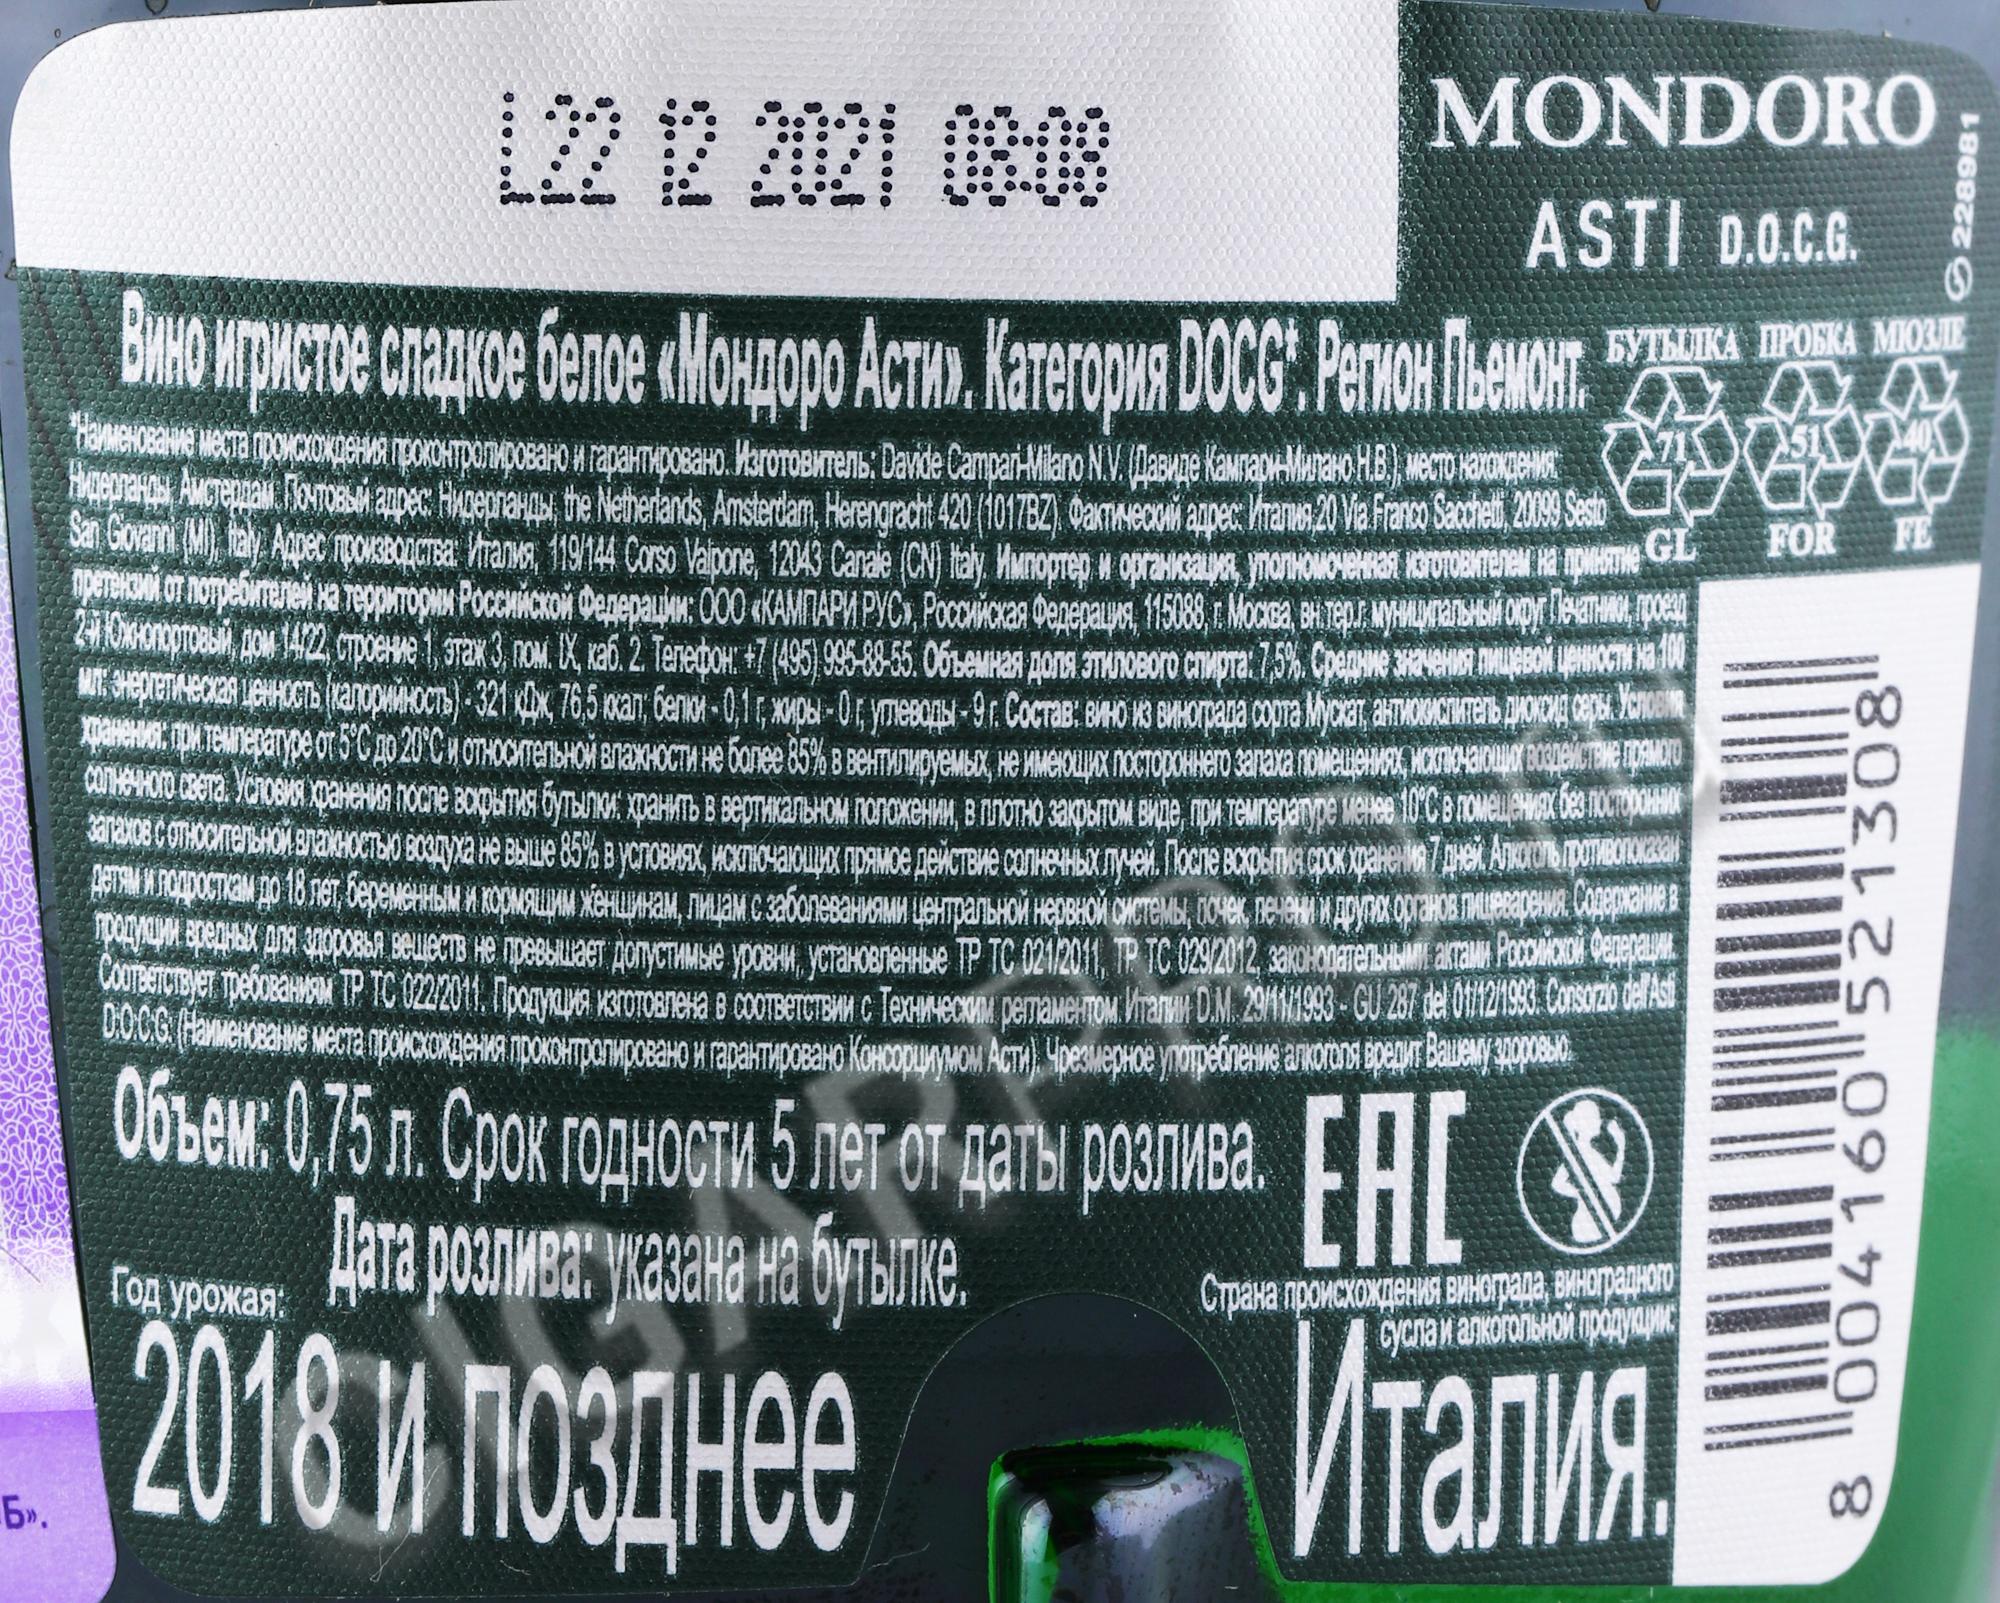 L22 12 2021 08:08
MONDORO
ASTI D.O.C.G.
228981
Вино игристое сладкое белое «Мондоро Асти». Категория DOCG*. Регион Пьемонт.
БУТЫЛКА ПРОБКА МЮЗЛЕ
71 51 40
GL FOR FE
*Наименование места происхождения проконтролировано и гарантировано. Изготовитель: Davide Campari-Milano N.V. (Давиде Кампари-Милано Н.В.), место нахождения:
Нидерланды, Амстердам. Почтовый адрес: Нидерланды, the Netherlands, Amsterdam, Herengracht 420 (1017BZ). Фактический адрес: Италия,20 Via Franco Sacchetti, 20099 Sesto
San Giovanni (MI), Italy. Адрес производства: Италия, 119/144 Corso Valpone, 12043 Canale (CN) Italy. Импортер и организация, уполномоченная изготовителем на принятие
претензий от потребителей на территории Российской Федерации: ООО «КАМПАРИ РУС», Российская Федерация, 115088, г. Москва, вн.тер.г. муниципальный округ Печатники, проезд
2-й Южнопортовый, дом 14/22, строение 1, этаж 3, пом. IX, каб. 2. Телефон: +7 (495) 995-88-55. Объемная доля этилового спирта: 7,5%. Средние значения пищевой ценности на 100
мл: энергетическая ценность (калорийность) - 321 кДж, 76,5 ккал; белки - 0,1 г, жиры - 0 г, углеводы - 9 г. Состав: вино из винограда сорта Мускат, антиокислитель диоксид серы. Условия
хранения: при температуре от 5°C до 20°C и относительной влажности не более 85% в вентилируемых, не имеющих постороннего запаха помещениях, исключающих воздействие прямого
солнечного света. Условия хранения после вскрытия бутылки: хранить в вертикальном положении, в плотно закрытом виде, при температуре менее 10°C в помещениях без посторонних
запахов с относительной влажностью воздуха не выше 85% в условиях, исключающих прямое действие солнечных лучей. После вскрытия срок хранения 7 дней. Алкоголь противопоказан
детям и подросткам до 18 лет, беременным и кормящим женщинам, лицам с заболеваниями центральной нервной системы, почек, печени и других органов пищеварения. Содержание в
продукции вредных для здоровья веществ не превышает допустимые уровни, установленные ТР ТС 021/2011, ТР ТС 029/2012, законодательными актами Российской Федерации.
Соответствует требованиям ТР ТС 022/2011. Продукция изготовлена в соответствии с Техническим регламентом Италии D.M. 29/11/1993 - GU 287 del 01/12/1993. Consorzio dell'Asti
D.O.C.G. (Наименование места происхождения проконтролировано и гарантировано Консорциумом Асти). Чрезмерное употребление алкоголя вредит Вашему здоровью.
Объем: 0,75 л. Срок годности 5 лет от даты розлива.
Дата розлива: указана на бутылке.
Год урожая:
2018 и позднее
EAC
Страна происхождения винограда, виноградного
сусла и алкогольной продукции:
Италия.
8 004160 521308
Б».
CIGARPRO.RU